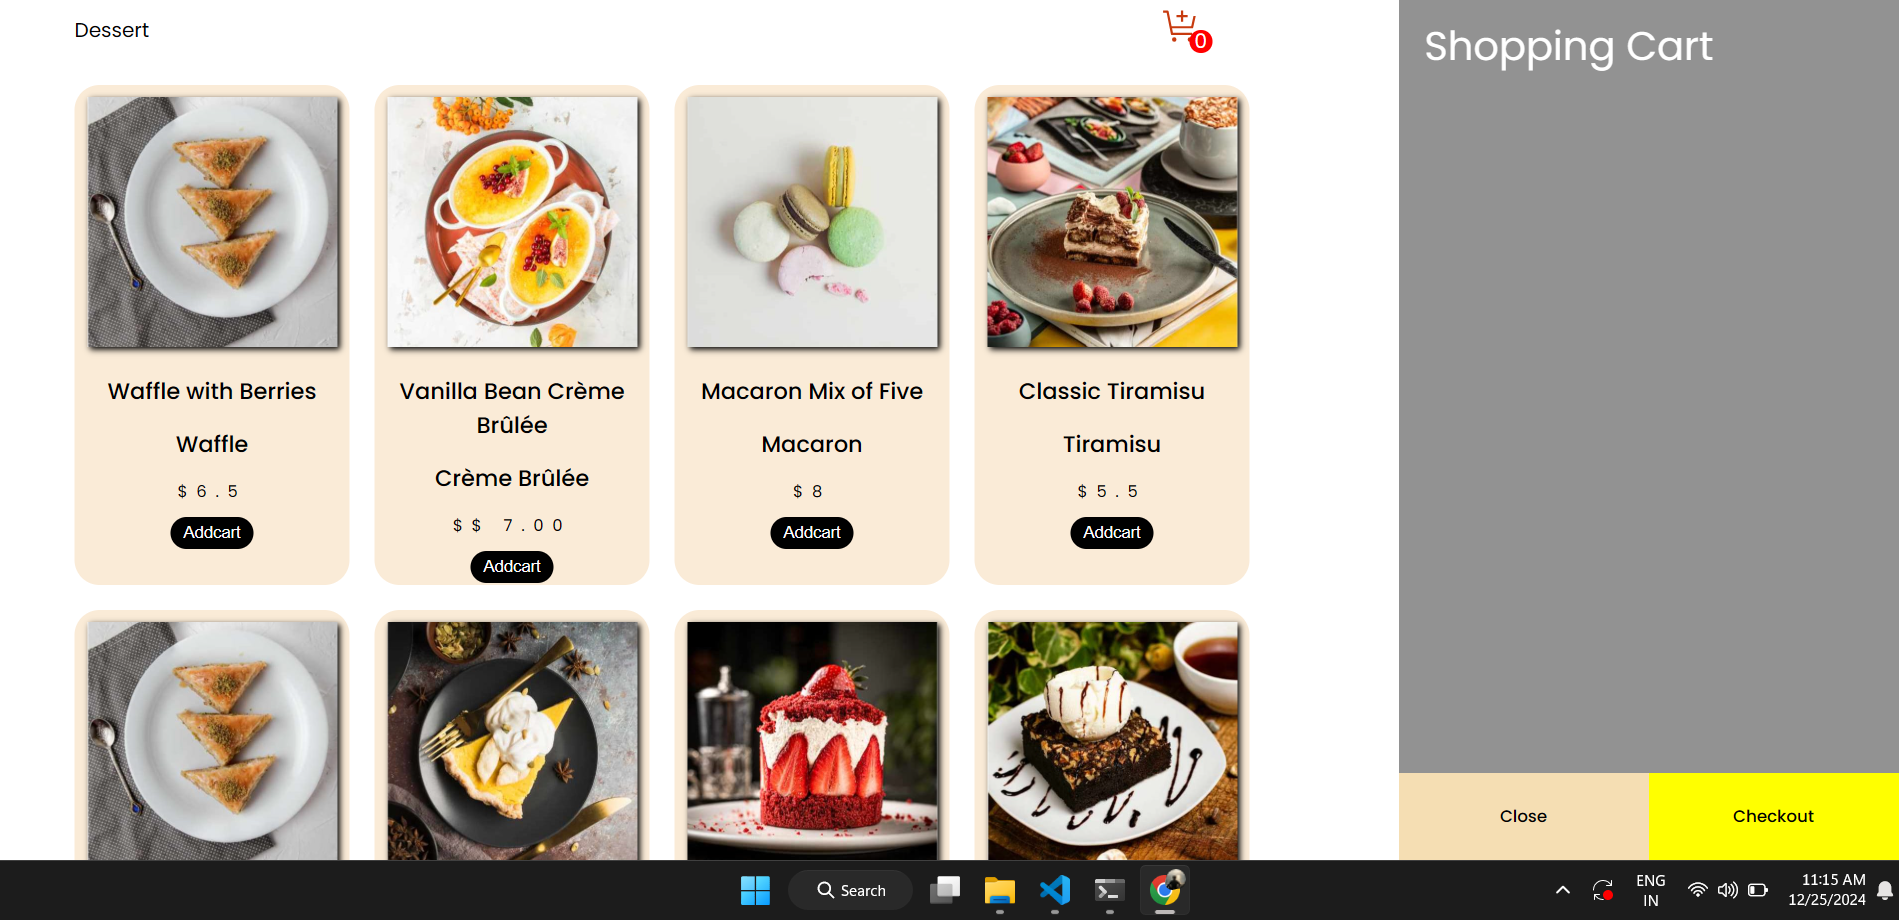 Dessert
0
Shopping Cart
Waffle with Berries
Waffle
$6.5
Addcart
Vanilla Bean Crème
Brûlée
Crème Brûlée
$$ 7.00
Addcart
Macaron Mix of Five
Macaron
$8
Addcart
Classic Tiramisu
Tiramisu
$5.5
Addcart
Close
Checkout
Search
ENG
IN
11:15 AM
12/25/2024